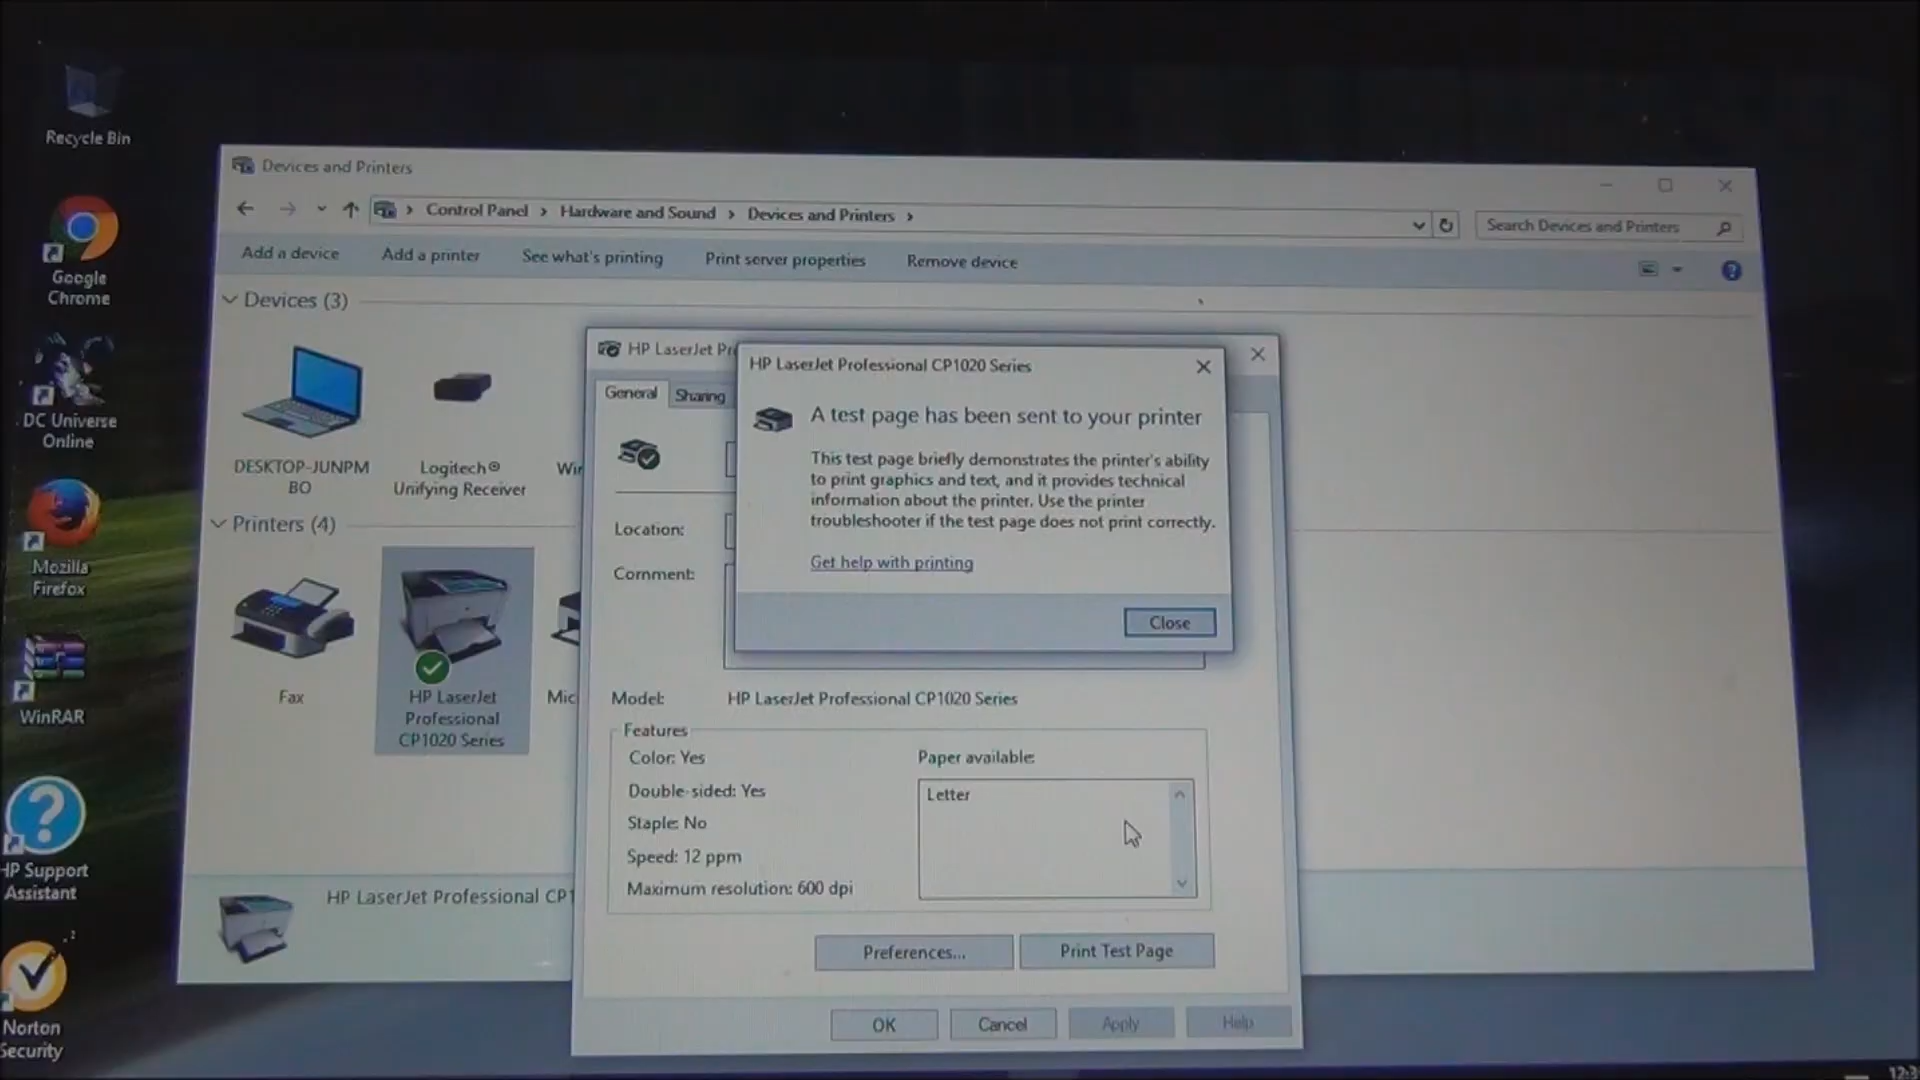 Recycle Bin
Google
Chrome
DC Universe
Online
Mozilla
Firefox
WinRAR
HP Support
Assistant
Norton
Security
Devices and Printers
Control Panel > Hardware and Sound > Devices and Printers >
Search Devices and Printers
Add a device
Add a printer
See what's printing
Print server properties
Remove device
Devices (3)
DESKTOP-JUNPM
BO
Logitech®
Unifying Receiver
Win
Printers (4)
Fax
HP LaserJet
Professional
CP1020 Series
Mic
HP LaserJet Professional CP1
HP LaserJet Pr
General
Sharing
Location:
Comment:
Model:
HP LaserJet Professional CP1020 Series
Features
Color: Yes
Double-sided: Yes
Staple: No
Speed: 12 ppm
Maximum resolution: 600 dpi
Paper available:
Letter
Preferences...
Print Test Page
OK
Cancel
Apply
Help
HP LaserJet Professional CP1020 Series
A test page has been sent to your printer
This test page briefly demonstrates the printer's ability
to print graphics and text, and it provides technical
information about the printer. Use the printer
troubleshooter if the test page does not print correctly.
Get help with printing
Close
12:3